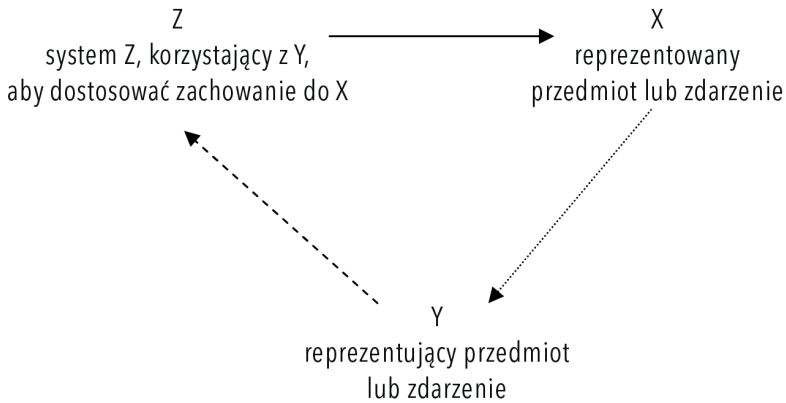 Z
system Z, korzystający z Y,
aby dostosować zachowanie do X
X
reprezentowany
przedmiot lub zdarzenie
Y
reprezentujący przedmiot
lub zdarzenie